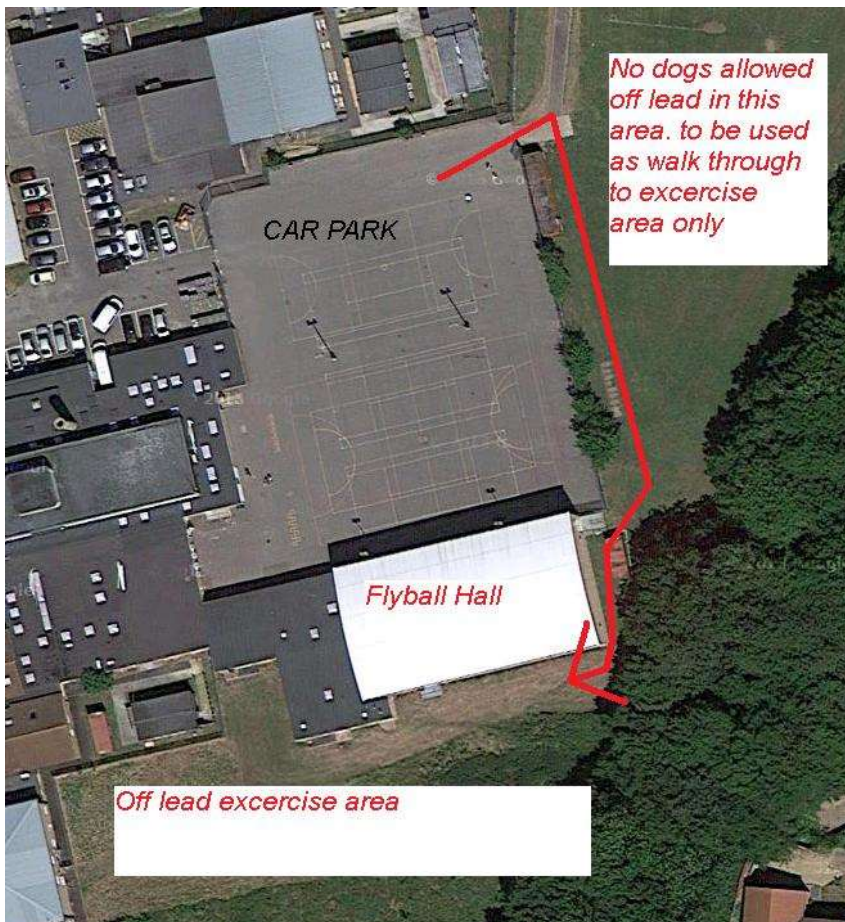 No dogs allowed
off lead in this
area. to be used
as walk through
to excercise
area only
CAR PARK
Flyball Hall
Off lead excercise area